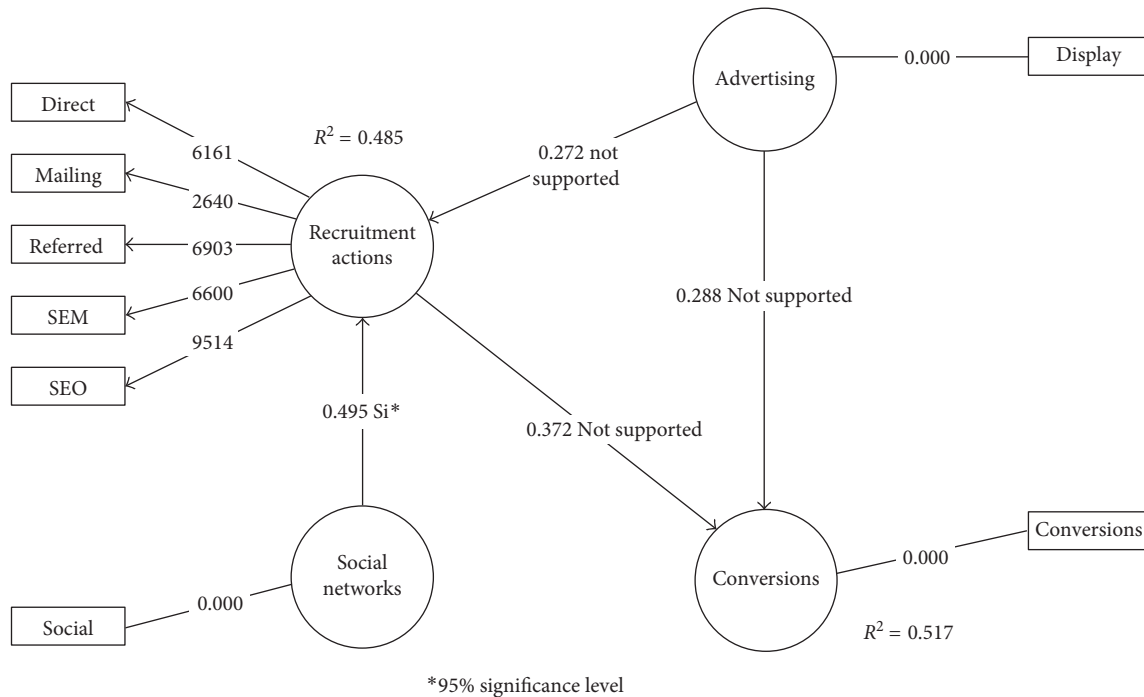 Advertising
0.000
Display
Direct
R² = 0.485
6161
0.272 not
supported
Mailing
2640
Recruitment
actions
Referred
6903
6600
SEM
0.288 Not supported
9514
SEO
0.495 Si*
0.372 Not supported
Social
networks
Conversions
0.000
Conversions
0.000
Social
R² = 0.517
*95% significance level